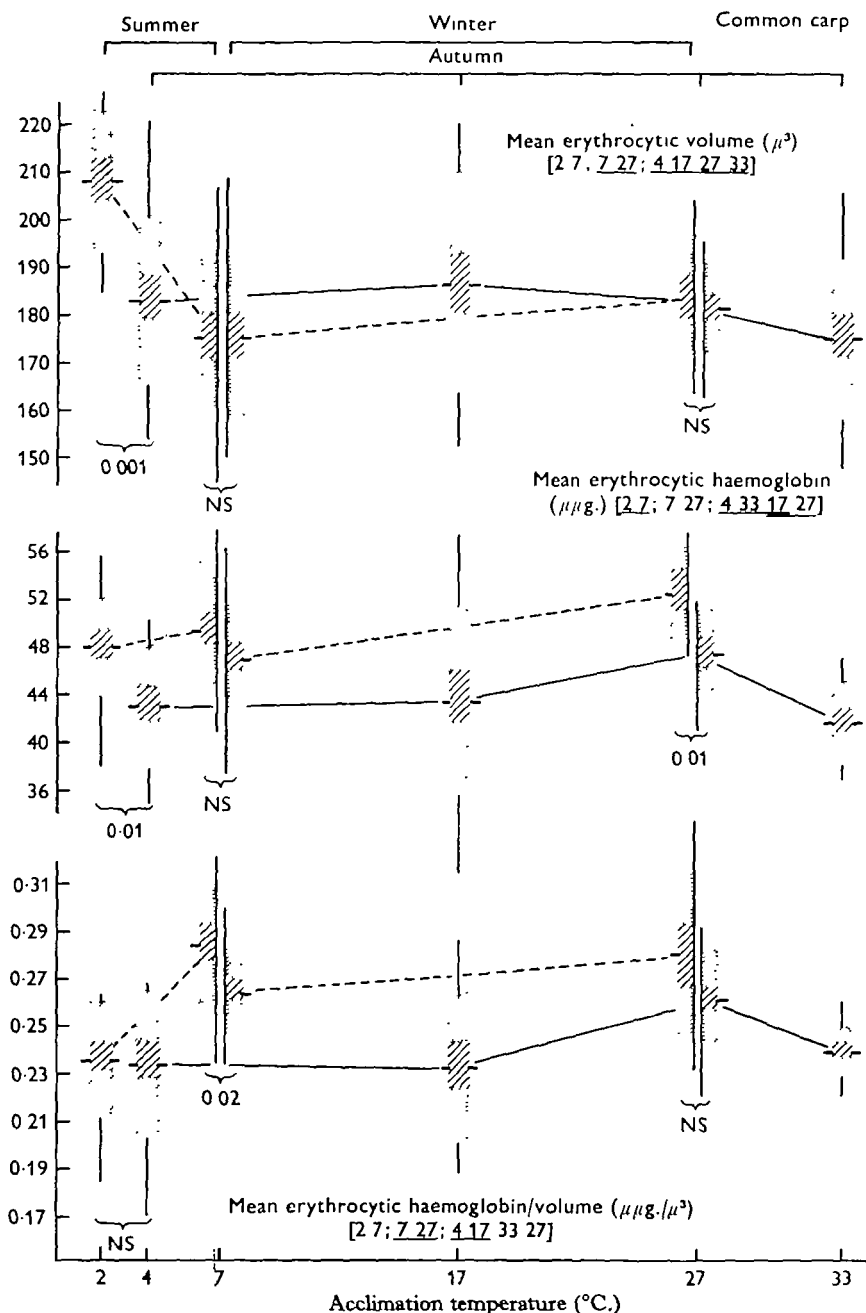 Summer
Winter
Common carp
Autumn
220
210
200
190
180
170
160
150
Mean erythrocytic volume (μ³)
[2 7, 7 27; 4 17 27 33]
0 001
NS
NS
Mean erythrocytic haemoglobin
(μμg.) [2 7; 7 27; 4 33 17 27]
56
52
48
44
40
36
0·01
NS
0 01
0·31
0·29
0·27
0·25
0·23
0·21
0·19
0·17
0 02
NS
NS
Mean erythrocytic haemoglobin/volume (μμg./μ³)
[2 7; 7 27; 4 17 33 27]
2 4 7 17 27 33
Acclimation temperature (°C.)